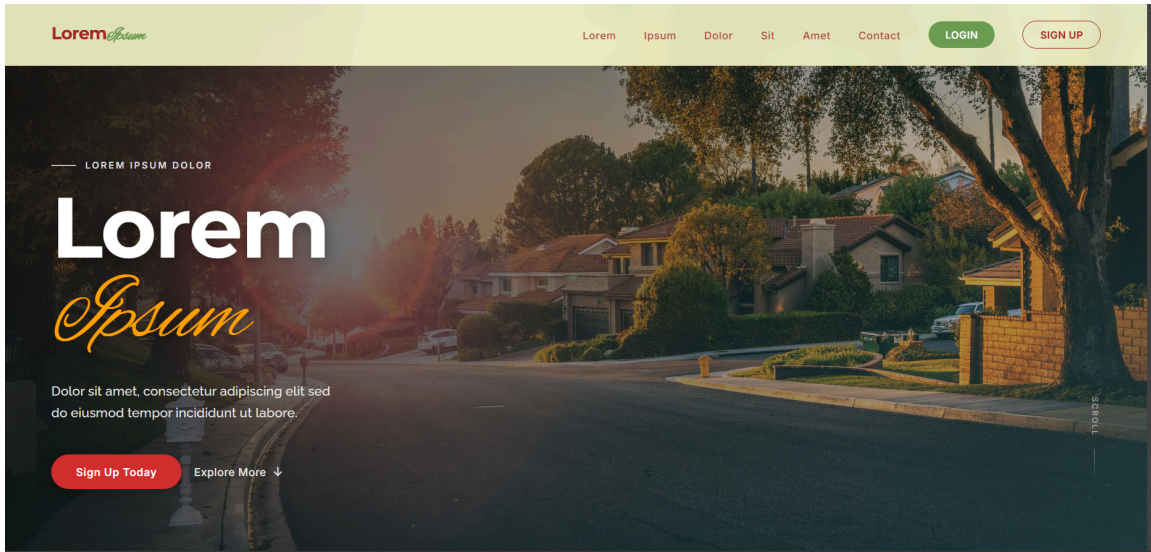 LoremIpsum
Lorem Ipsum Dolor Sit Amet Contact LOGIN SIGN UP
LOREM IPSUM DOLOR
Lorem
Ipsum
Dolor sit amet, consectetur adipiscing elit sed
do eiusmod tempor incididunt ut labore.
Sign Up Today Explore More ↓
SCROLL